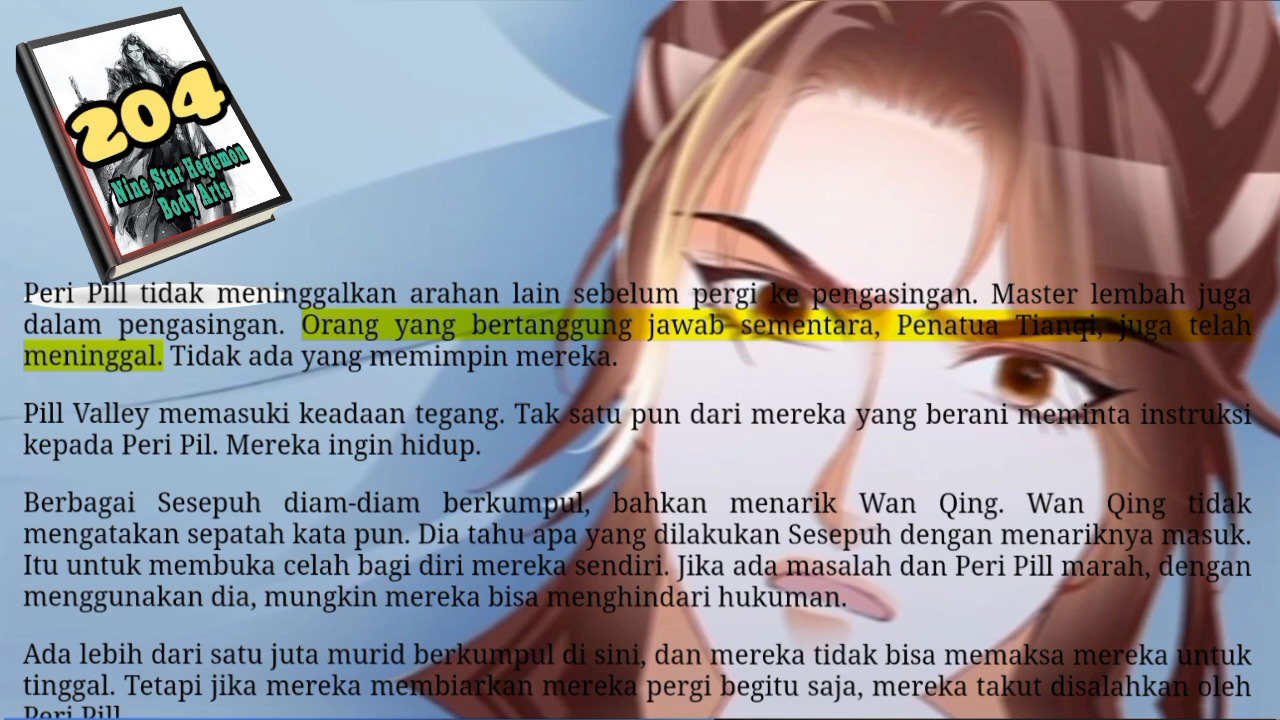 204
Nine Star Hegemon
Body Arts
Peri Pill tidak meninggalkan arahan lain sebelum pergi ke pengasingan. Master lembah juga
dalam pengasingan. Orang yang bertanggung jawab sementara, Penatua Tianqi, juga telah
meninggal. Tidak ada yang memimpin mereka.
Pill Valley memasuki keadaan tegang. Tak satu pun dari mereka yang berani meminta instruksi
kepada Peri Pil. Mereka ingin hidup.
Berbagai Sesepuh diam-diam berkumpul, bahkan menarik Wan Qing. Wan Qing tidak
mengatakan sepatah kata pun. Dia tahu apa yang dilakukan Sesepuh dengan menariknya masuk.
Itu untuk membuka celah bagi diri mereka sendiri. Jika ada masalah dan Peri Pill marah, dengan
menggunakan dia, mungkin mereka bisa menghindari hukuman.
Ada lebih dari satu juta murid berkumpul di sini, dan mereka tidak bisa memaksa mereka untuk
tinggal. Tetapi jika mereka membiarkan mereka pergi begitu saja, mereka takut disalahkan oleh
Peri Pill.